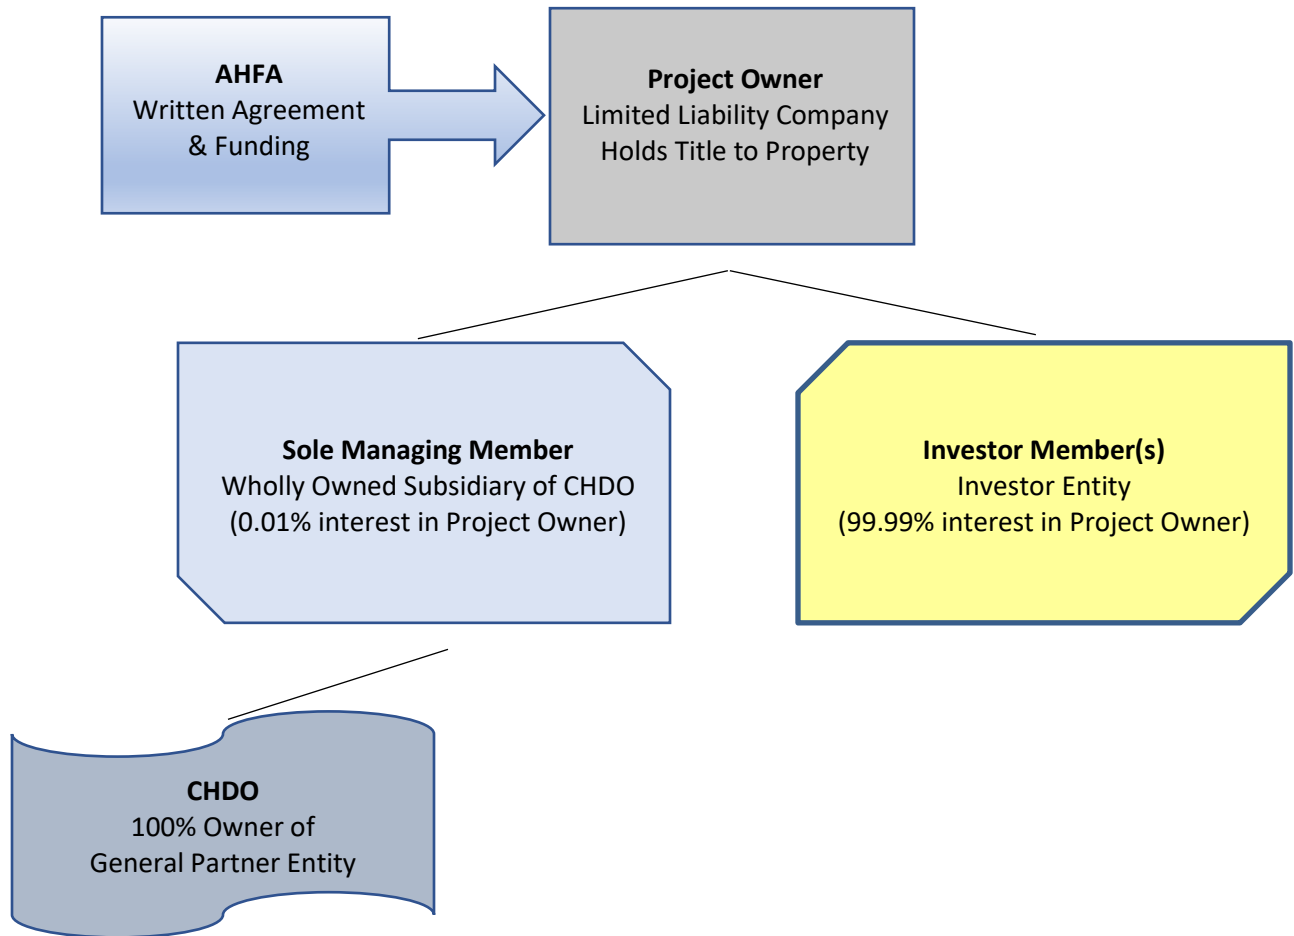 AHFA
Written Agreement
& Funding
Project Owner
Limited Liability Company
Holds Title to Property
Sole Managing Member
Wholly Owned Subsidiary of CHDO
(0.01% interest in Project Owner)
Investor Member(s)
Investor Entity
(99.99% interest in Project Owner)
CHDO
100% Owner of
General Partner Entity